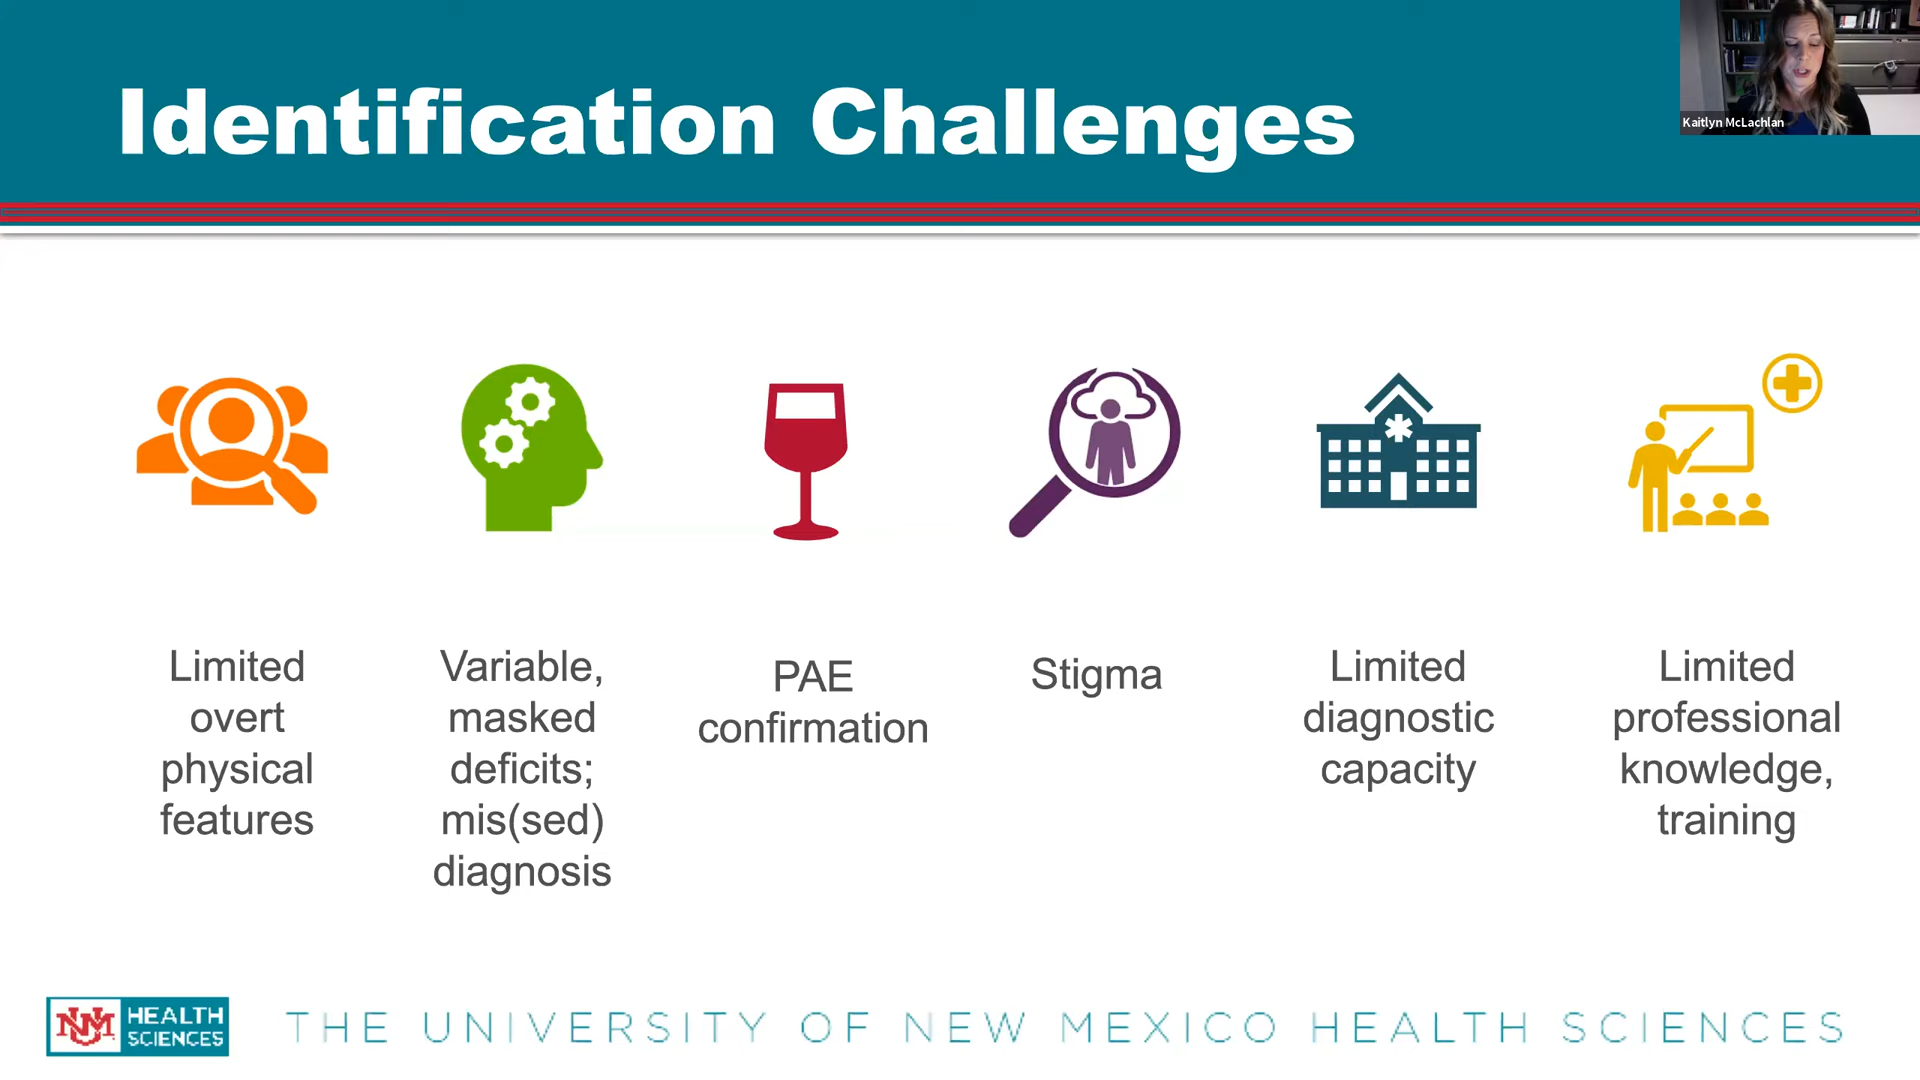 Identification Challenges
Kaitlyn McLachlan
Limited
overt
physical
features
Variable,
masked
deficits;
mis(sed)
diagnosis
PAE
confirmation
Stigma
Limited
diagnostic
capacity
Limited
professional
knowledge,
training
UNM
HEALTH
SCIENCES
THE UNIVERSITY OF NEW MEXICO HEALTH SCIENCES